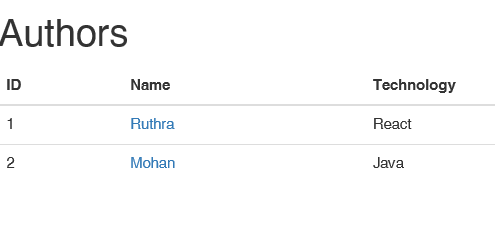 Authors
ID Name Technology
1 Ruthra React
2 Mohan Java